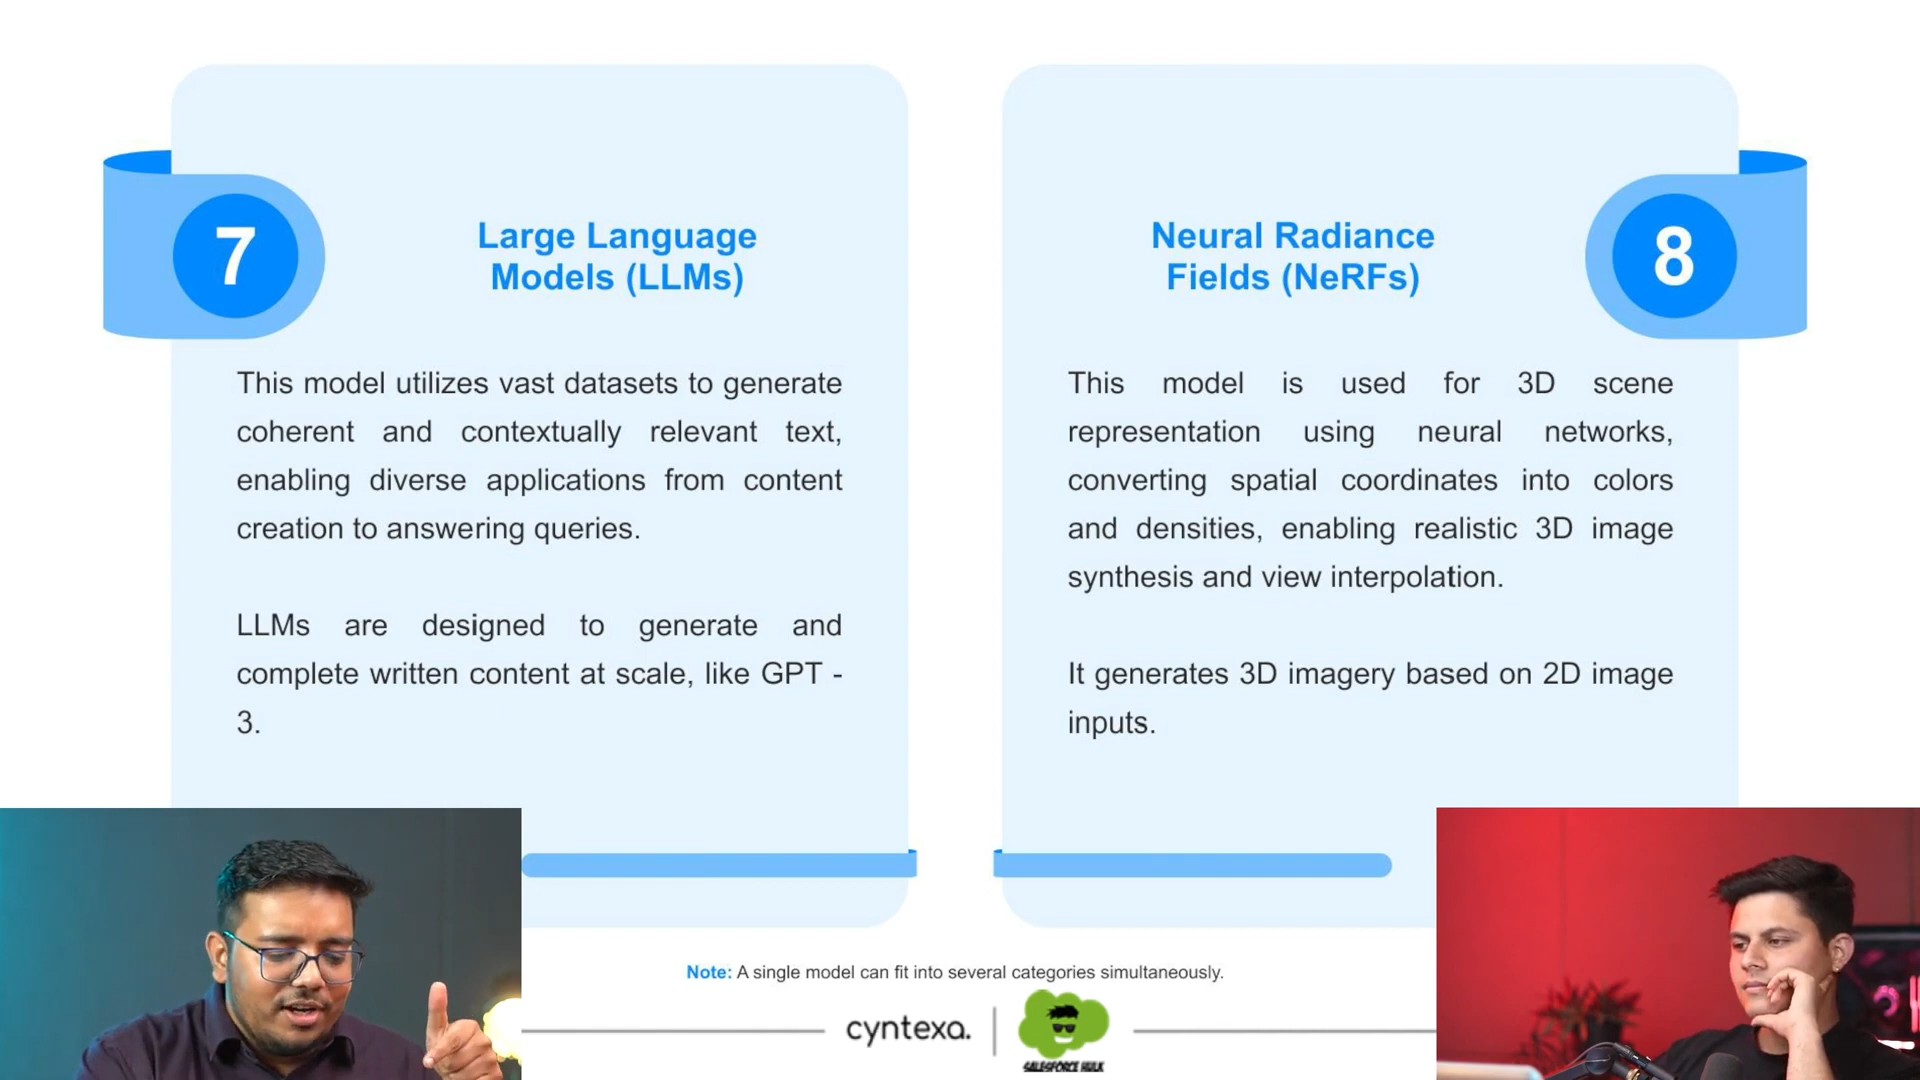 7
Large Language
Models (LLMs)
This model utilizes vast datasets to generate
coherent and contextually relevant text,
enabling diverse applications from content
creation to answering queries.
LLMs are designed to generate and
complete written content at scale, like GPT -
3.
8
Neural Radiance
Fields (NeRFs)
This model is used for 3D scene
representation using neural networks,
converting spatial coordinates into colors
and densities, enabling realistic 3D image
synthesis and view interpolation.
It generates 3D imagery based on 2D image
inputs.
Note: A single model can fit into several categories simultaneously.
cyntexa.
SALESFORCE HULK